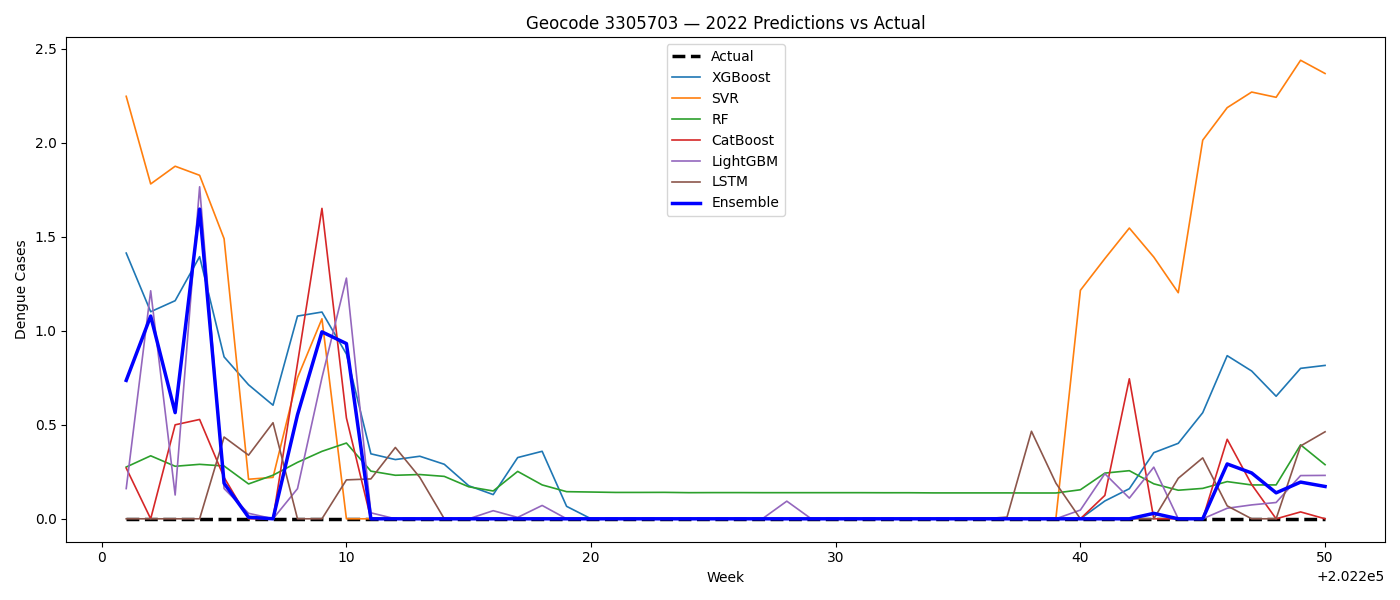 Geocode 3305703 — 2022 Predictions vs Actual
Dengue Cases
2.5
2.0
1.5
1.0
0.5
0.0
Actual
XGBoost
SVR
RF
CatBoost
LightGBM
LSTM
Ensemble
0 10 20 30 40 50
+2.022e5
Week